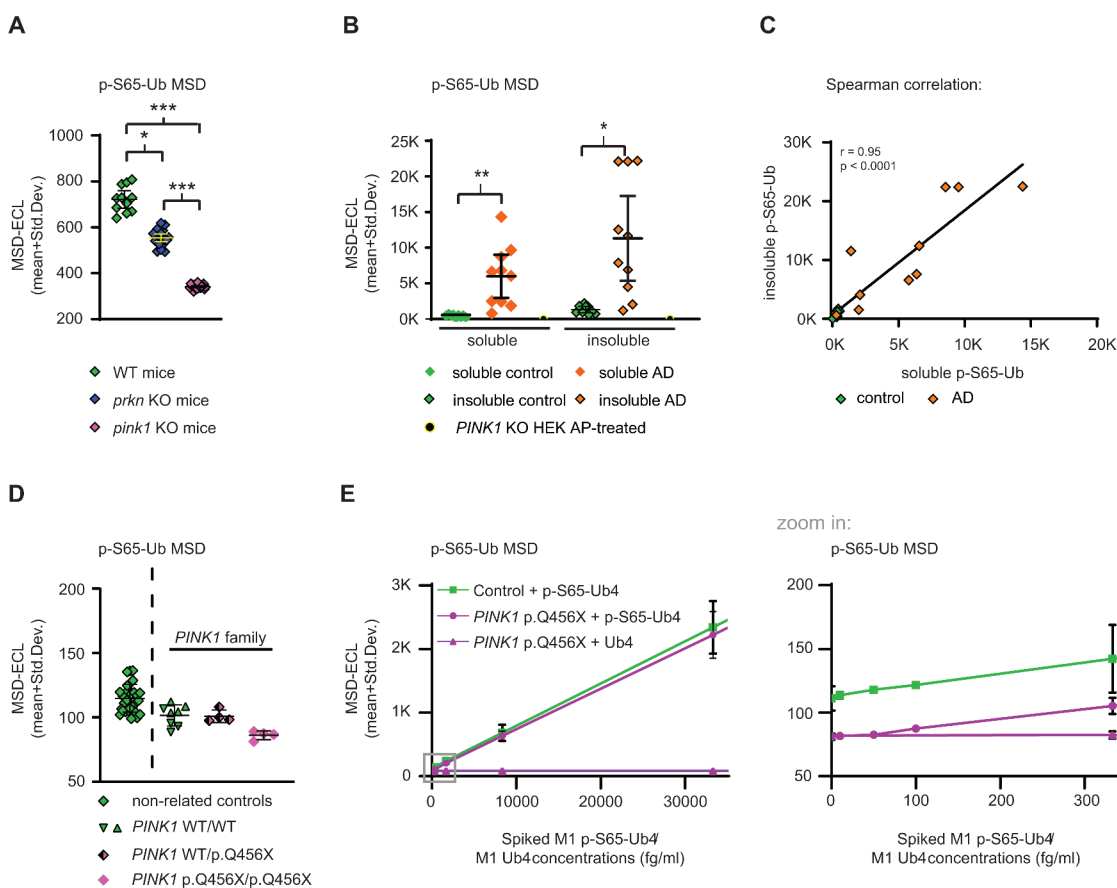 A
p-S65-Ub MSD
MSD-ECL
(mean+Std.Dev.)
1000
800
600
400
200
***
*
***
WT mice
prkn KO mice
pink1 KO mice
B
p-S65-Ub MSD
MSD-ECL
(mean+Std.Dev.)
25K
20K
15K
10K
5K
0K
**
*
soluble
insoluble
soluble control
soluble AD
insoluble control
insoluble AD
PINK1 KO HEK AP-treated
C
Spearman correlation:
r = 0.95
p < 0.0001
insoluble p-S65-Ub
30K
20K
10K
0K
0K
5K
10K
15K
20K
soluble p-S65-Ub
control
AD
D
p-S65-Ub MSD
MSD-ECL
(mean+Std.Dev.)
200
150
100
50
PINK1 family
non-related controls
PINK1 WT/WT
PINK1 WT/p.Q456X
PINK1 p.Q456X/p.Q456X
E
p-S65-Ub MSD
MSD-ECL
(mean+Std.Dev.)
3K
2K
1K
0
Control + p-S65-Ub4
PINK1 p.Q456X + p-S65-Ub4
PINK1 p.Q456X + Ub4
0
10000
20000
30000
Spiked M1 p-S65-Ub4/
M1 Ub4 concentrations (fg/ml)
zoom in:
p-S65-Ub MSD
200
150
100
50
0
100
200
300
Spiked M1 p-S65-Ub4/
M1 Ub4 concentrations (fg/ml)